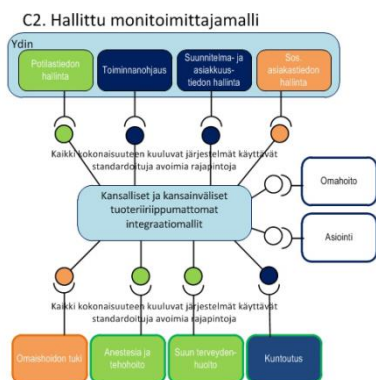 C2. Hallittu monitoimittajamalli
Ydin
Potilastiedon
hallinta
Toiminnanohjaus
Suunnitelma- ja
asiakkuus-
tiedon hallinta
Sos.
asiakastiedon
hallinta
Kaikki kokonaisuuteen kuuluvat järjestelmät käyttävät
standardoituja avoimia rajapintoja
Kansalliset ja kansainväliset
tuoteriiriippumattomat
integraatiomallit
Omahoito
Asiointi
Kaikki kokonaisuuteen kuuluvat järjestelmät käyttävät
standardoituja avoimia rajapintoja
Omaishoidon tuki
Anestesia ja
tehohoito
Suun terveyden-
huolto
Kuntoutus